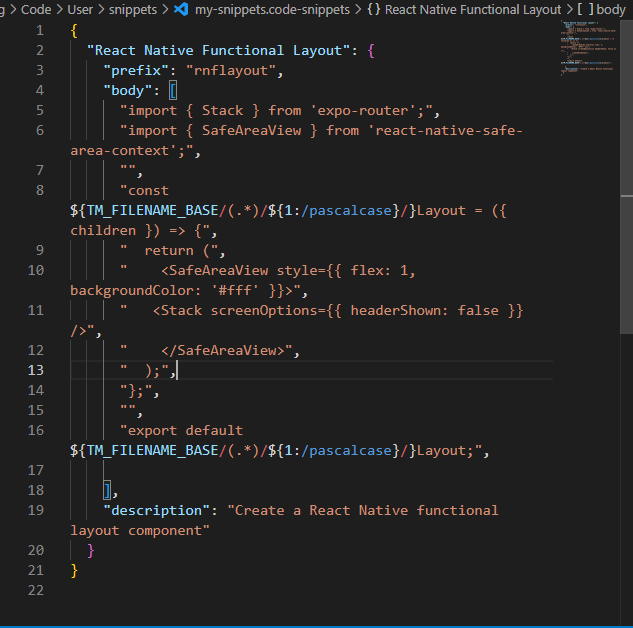 g > Code > User > snippets > my-snippets.code-snippets > {} React Native Functional Layout > [ ] body
1 {
2   "React Native Functional Layout": {
3     "prefix": "rnflayout",
4     "body": [
5       "import { Stack } from 'expo-router';",
6       "import { SafeAreaView } from 'react-native-safe-
area-context';",
7       "",
8       "const
${TM_FILENAME_BASE/(.*)/${1:/pascalcase}/}Layout = ({
children }) => {",
9       "  return (",
10       "    <SafeAreaView style={{ flex: 1,
backgroundColor: '#fff' }}>",
11       "   <Stack screenOptions={{ headerShown: false }}
/>",
12       "    </SafeAreaView>",
13       "  );",
14       "};",
15       "",
16       "export default
${TM_FILENAME_BASE/(.*)/${1:/pascalcase}/}Layout;",
17
18     ],
19     "description": "Create a React Native functional
layout component"
20   }
21 }
22